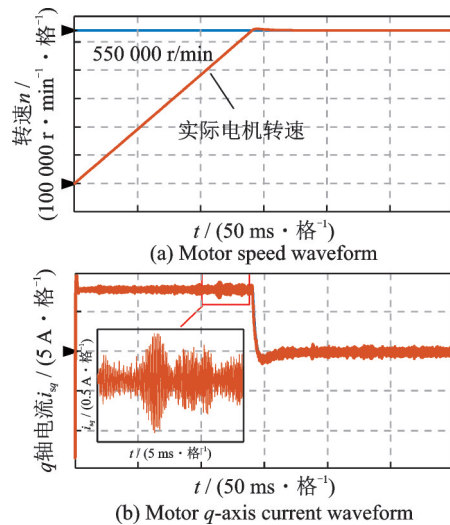 转速n /
(100 000 r · min⁻¹ · 格⁻¹)
550 000 r/min
实际电机转速
t / (50 ms · 格⁻¹)
(a) Motor speed waveform
q轴电流isq / (5 A · 格⁻¹)
isq / (0.5 A · 格⁻¹)
t / (5 ms · 格⁻¹)
t / (50 ms · 格⁻¹)
(b) Motor q-axis current waveform